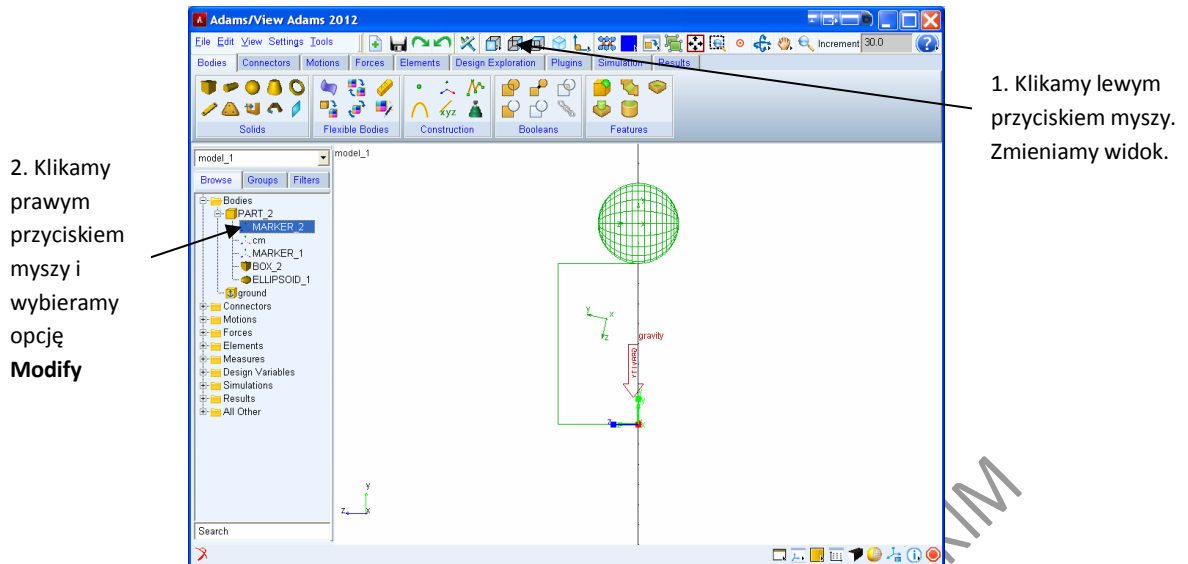 Adams/View Adams 2012
File Edit View Settings Tools
Increment 30.0
Bodies Connectors Motions Forces Elements Design Exploration Plugins Simulation Results
Solids Flexible Bodies Construction Booleans Features
xyz
1. Klikamy lewym
przyciskiem myszy.
Zmieniamy widok.
2. Klikamy
prawym
przyciskiem
myszy i
wybieramy
opcję
Modify
model_1
Browse Groups Filters
Bodies
PART_2
MARKER_2
cm
MARKER_1
BOX_2
ELLIPSOID_1
ground
Connectors
Motions
Forces
Elements
Measures
Design Variables
Simulations
Results
All Other
Search
model_1
Y
z x
Y x
z
gravity
GRAVITY
y
z x
y
z x
KIM